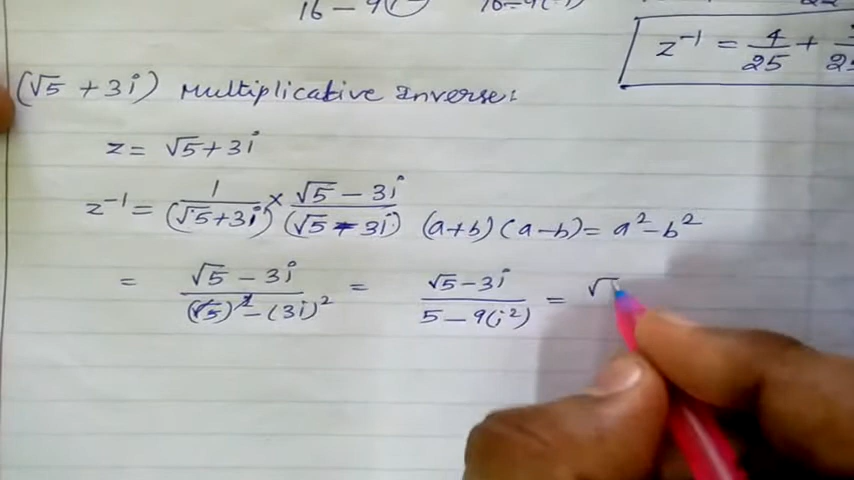 16 - 9(i 16-9(-1)
z⁻¹ = 4/25 +
(√5 + 3i) Multiplicative Inverse:
z = √5+3i
z⁻¹ = 1/(√5+3i) × √5 - 3i/(√5 - 3i) (a+b)(a-b) = a²-b²
= √5 - 3i/(√5)² - (3i)² = √5-3i/5-9(i²) = √